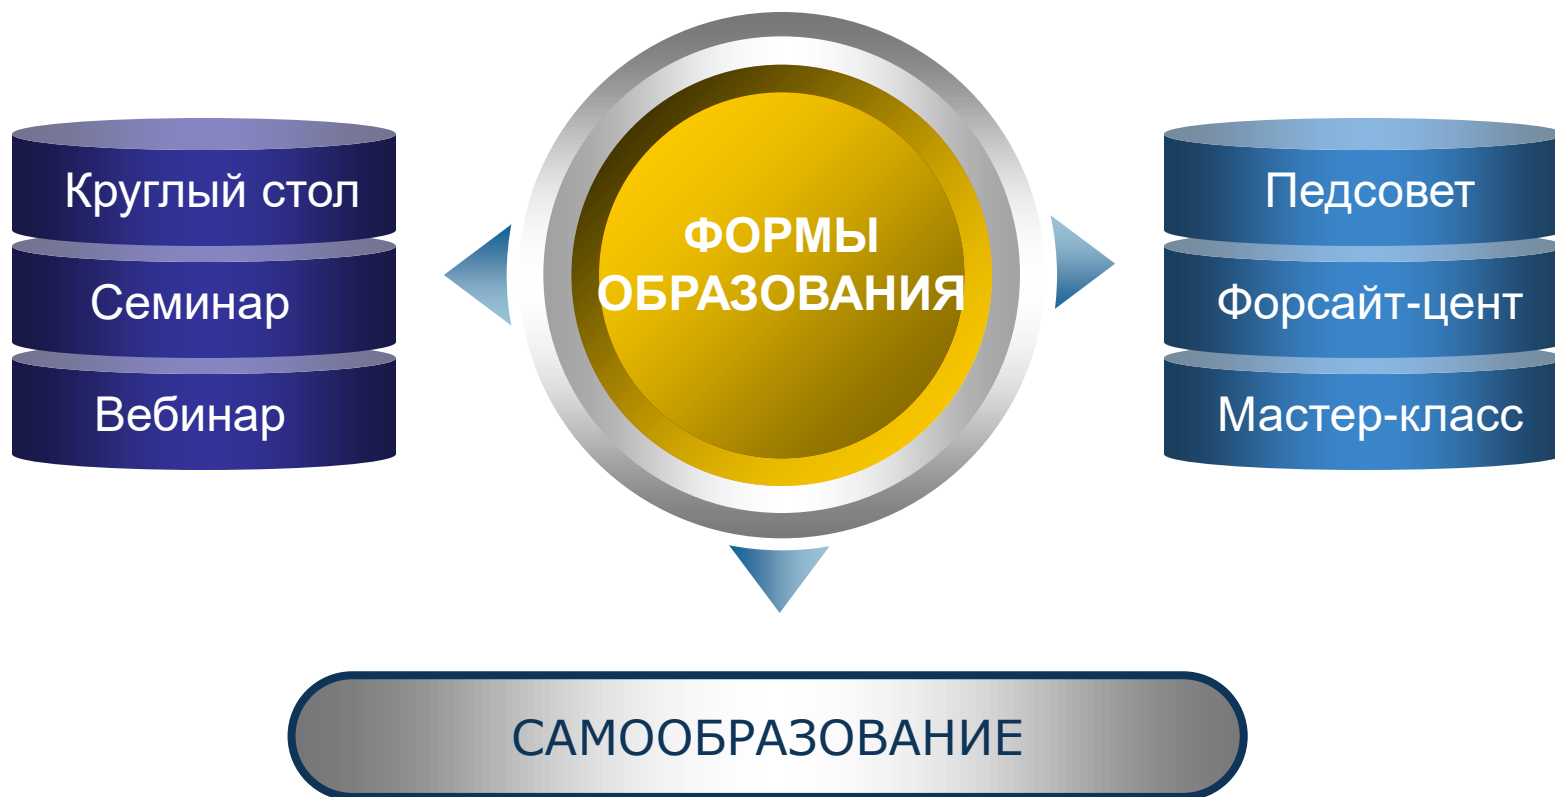 Круглый стол
Семинар
Вебинар
ФОРМЫ
ОБРАЗОВАНИЯ
Педсовет
Форсайт-цент
Мастер-класс
САМООБРАЗОВАНИЕ